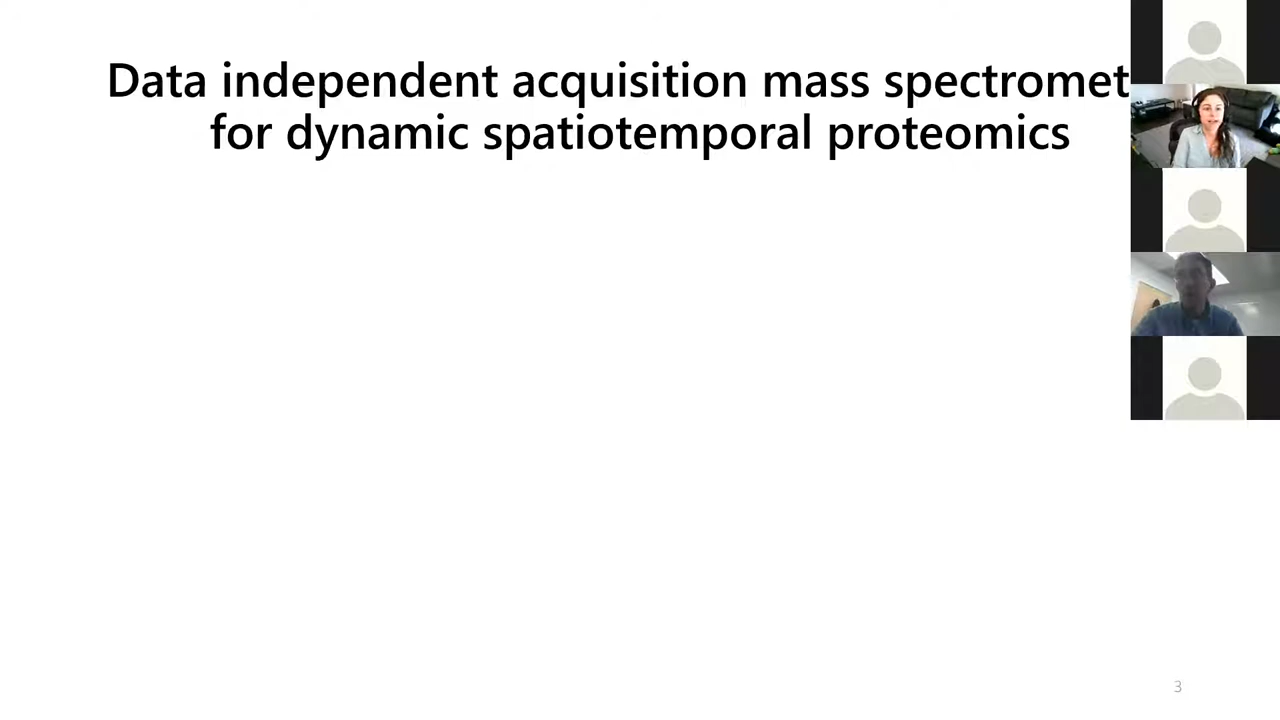 Data independent acquisition mass spectromet
for dynamic spatiotemporal proteomics
3